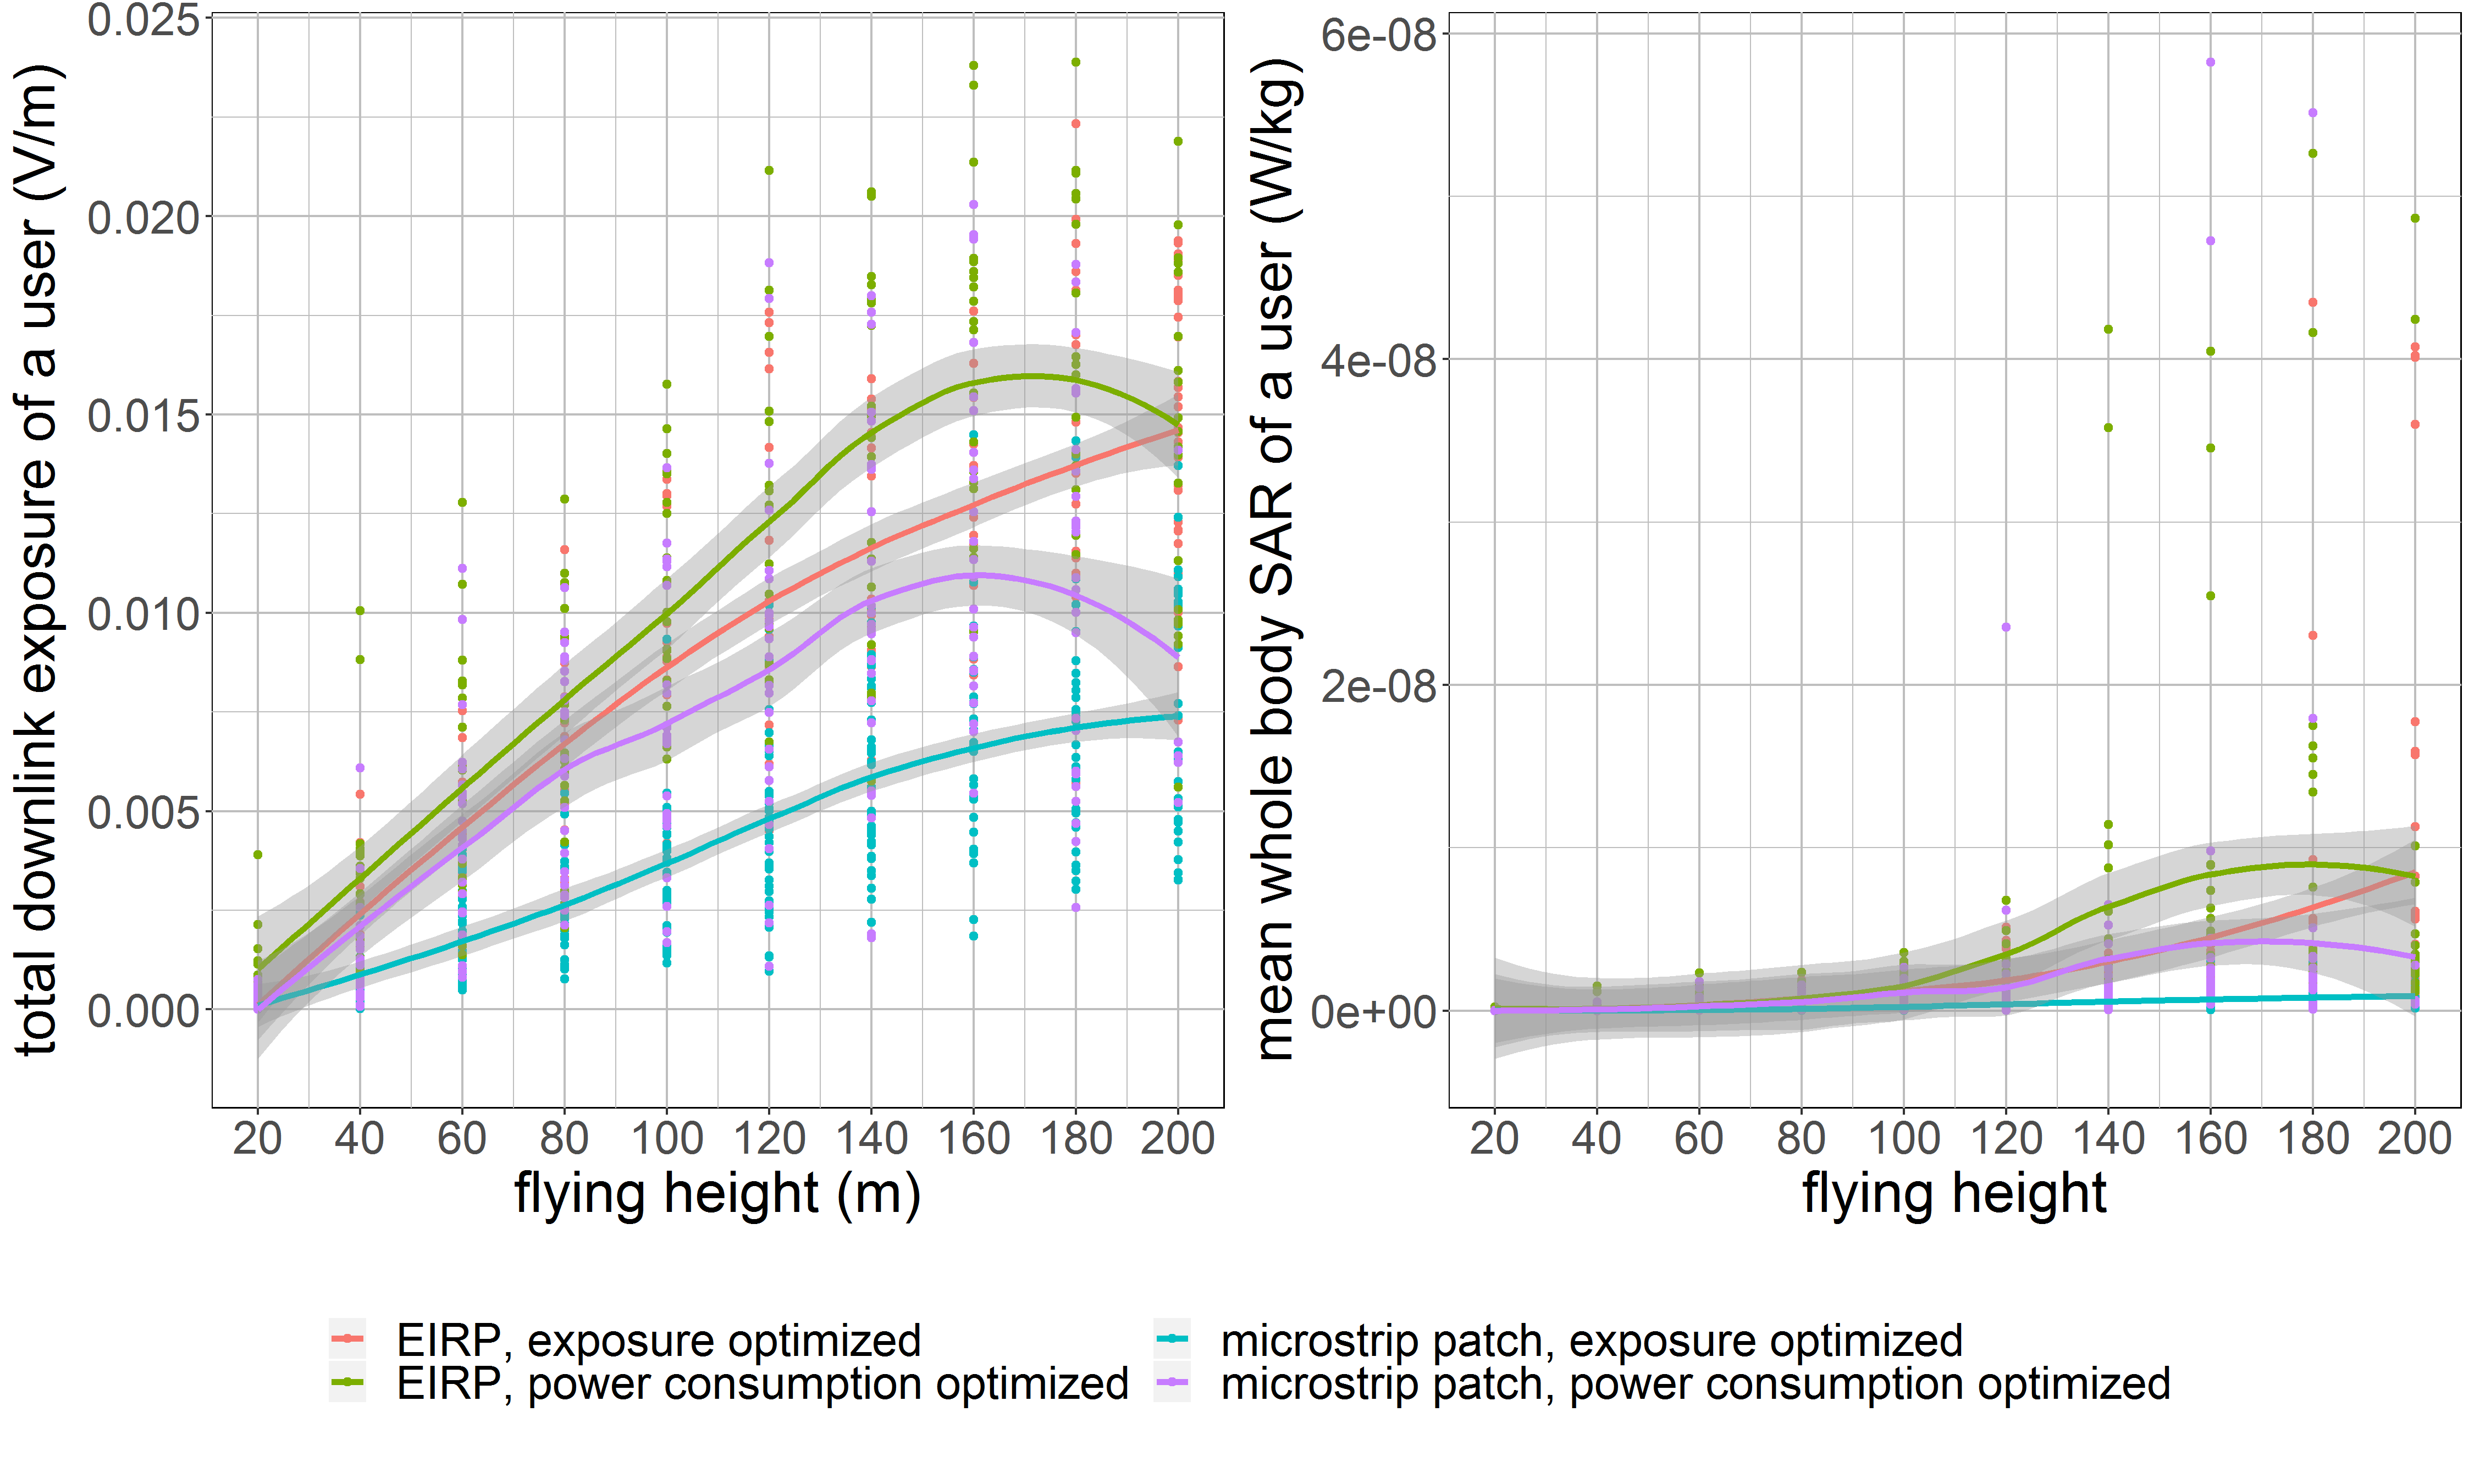 total downlink exposure of a user (V/m)
0.025
0.020
0.015
0.010
0.005
0.000
20 40 60 80 100 120 140 160 180 200
flying height (m)
mean whole body SAR of a user (W/kg)
6e-08
4e-08
2e-08
0e+00
20 40 60 80 100 120 140 160 180 200
flying height
EIRP, exposure optimized
EIRP, power consumption optimized
microstrip patch, exposure optimized
microstrip patch, power consumption optimized